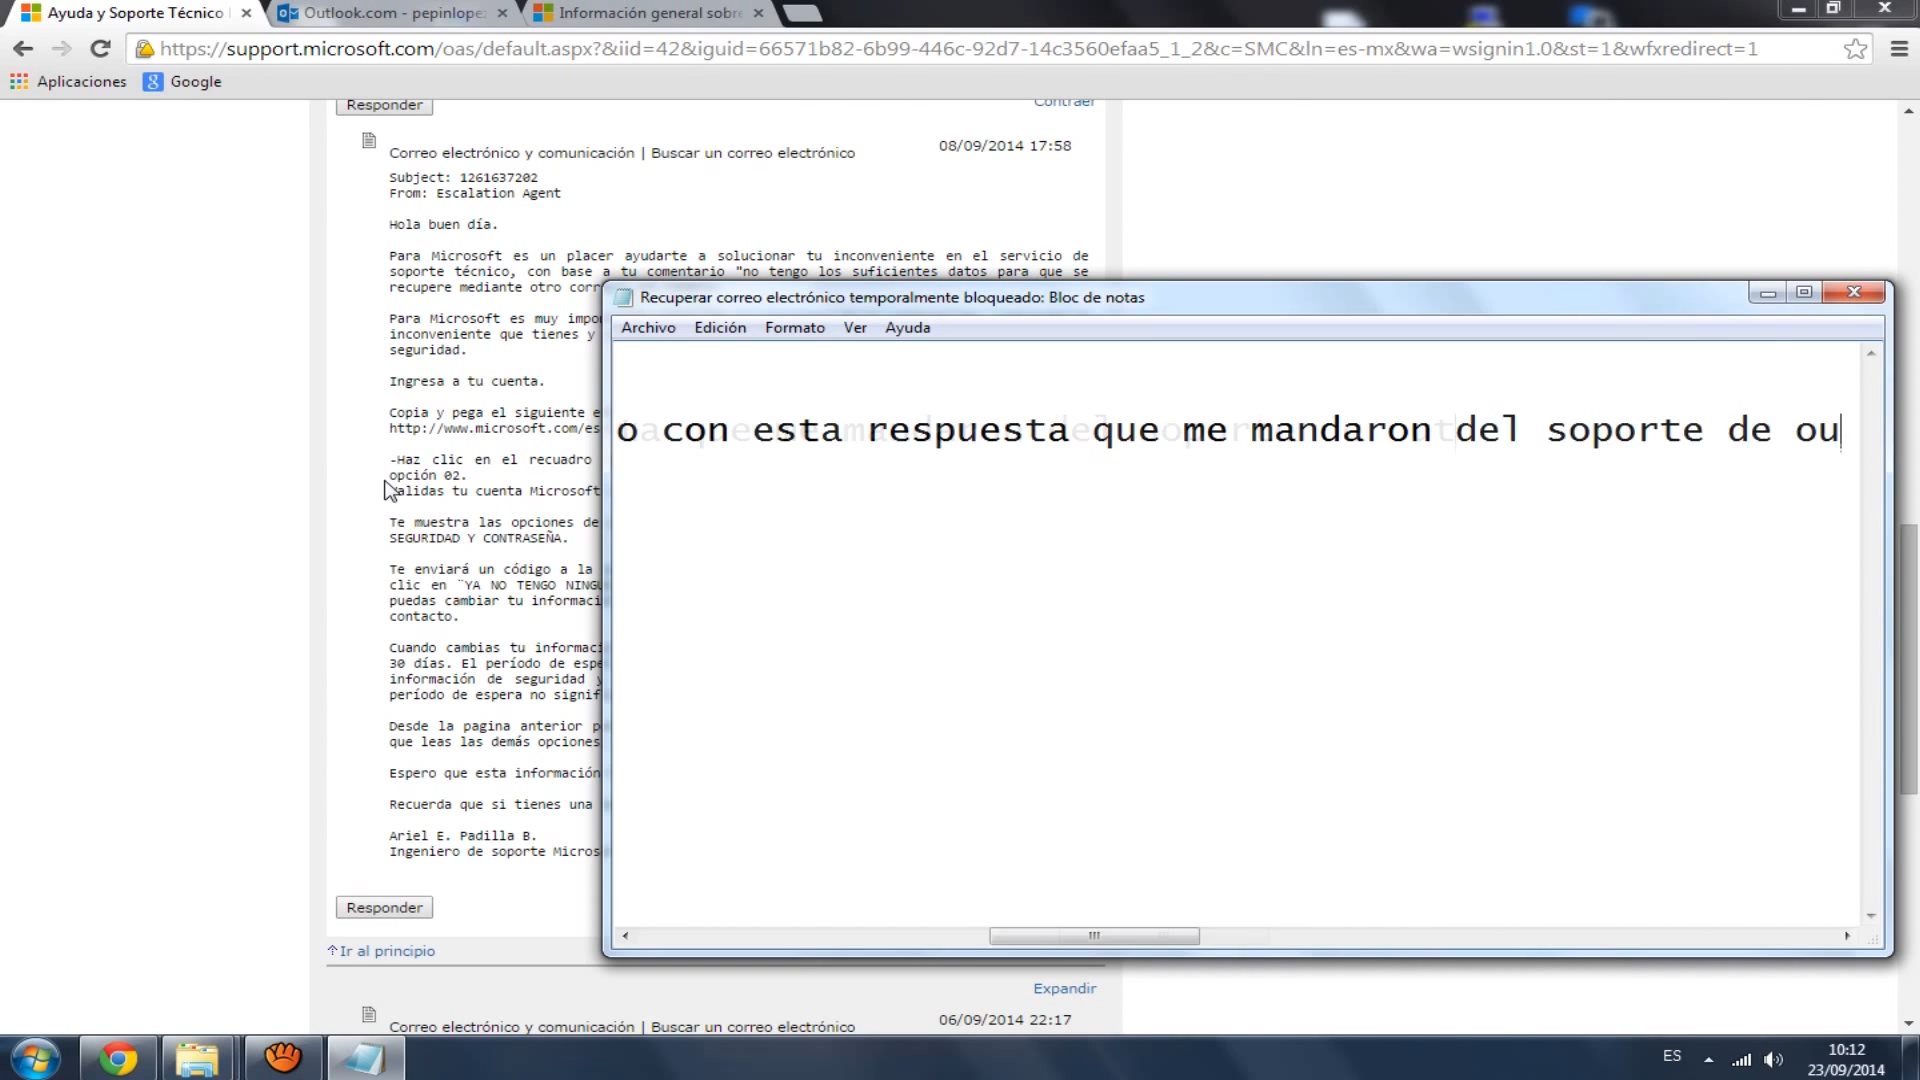 Ayuda y Soporte Técnico
Outlook.com - pepinlope
Información general sobre
https://support.microsoft.com/oas/default.aspx?&iid=42&iguid=66571b82-6b99-446c-92d7-14c3560efaa5_1_2&c=SMC&ln=es-mx&wa=wsignin1.0&st=1&wfxredirect=1
Aplicaciones
Google
Responder
Contraer
Correo electrónico y comunicación | Buscar un correo electrónico
08/09/2014 17:58
Subject: 1261637202
From: Escalation Agent
Hola buen día.
Para Microsoft es un placer ayudarte a solucionar tu inconveniente en el servicio de
soporte técnico, con base a tu comentario "no tengo los suficientes datos para que se
recupere mediante otro corr
Para Microsoft es muy impo
inconveniente que tienes y
seguridad.
Ingresa a tu cuenta.
Copia y pega el siguiente e
http://www.microsoft.com/es
-Haz clic en el recuadro
opción 02.
Validas tu cuenta Microsoft
Te muestra las opciones de
SEGURIDAD Y CONTRASEÑA.
Te enviará un código a la
clic en ¨YA NO TENGO NINGU
puedas cambiar tu informaci
contacto.
Cuando cambias tu informaci
30 días. El período de espe
información de seguridad y
período de espera no signif
Desde la pagina anterior p
que leas las demás opciones
Espero que esta información
Recuerda que si tienes una
Ariel E. Padilla B.
Ingeniero de soporte Micros
Responder
Ir al principio
Expandir
Correo electrónico y comunicación | Buscar un correo electrónico
06/09/2014 22:17
Recuperar correo electrónico temporalmente bloqueado: Bloc de notas
Archivo Edición Formato Ver Ayuda
o con esta respuesta que me mandaron del soporte de ou
ES
10:12
23/09/2014